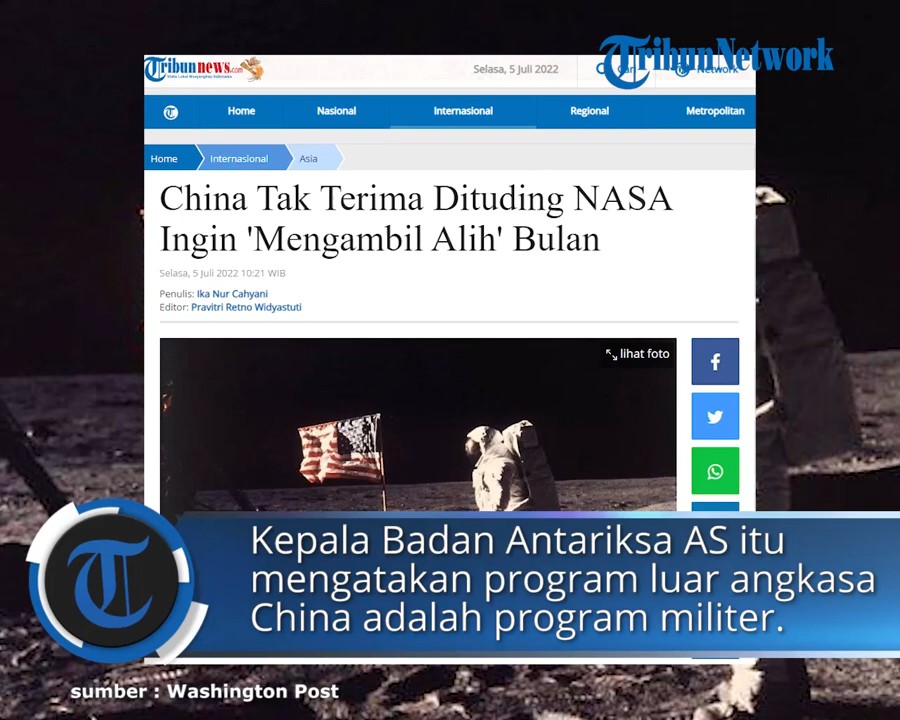 TribunNetwork
Tribunnews.com
Selasa, 5 Juli 2022
Cari
Network
Home
Nasional
Internasional
Regional
Metropolitan
Home
Internasional
Asia
China Tak Terima Dituding NASA
Ingin 'Mengambil Alih' Bulan
Selasa, 5 Juli 2022 10:21 WIB
Penulis: Ika Nur Cahyani
Editor: Pravitri Retno Widyastuti
lihat foto
Kepala Badan Antariksa AS itu
mengatakan program luar angkasa
China adalah program militer.
sumber : Washington Post